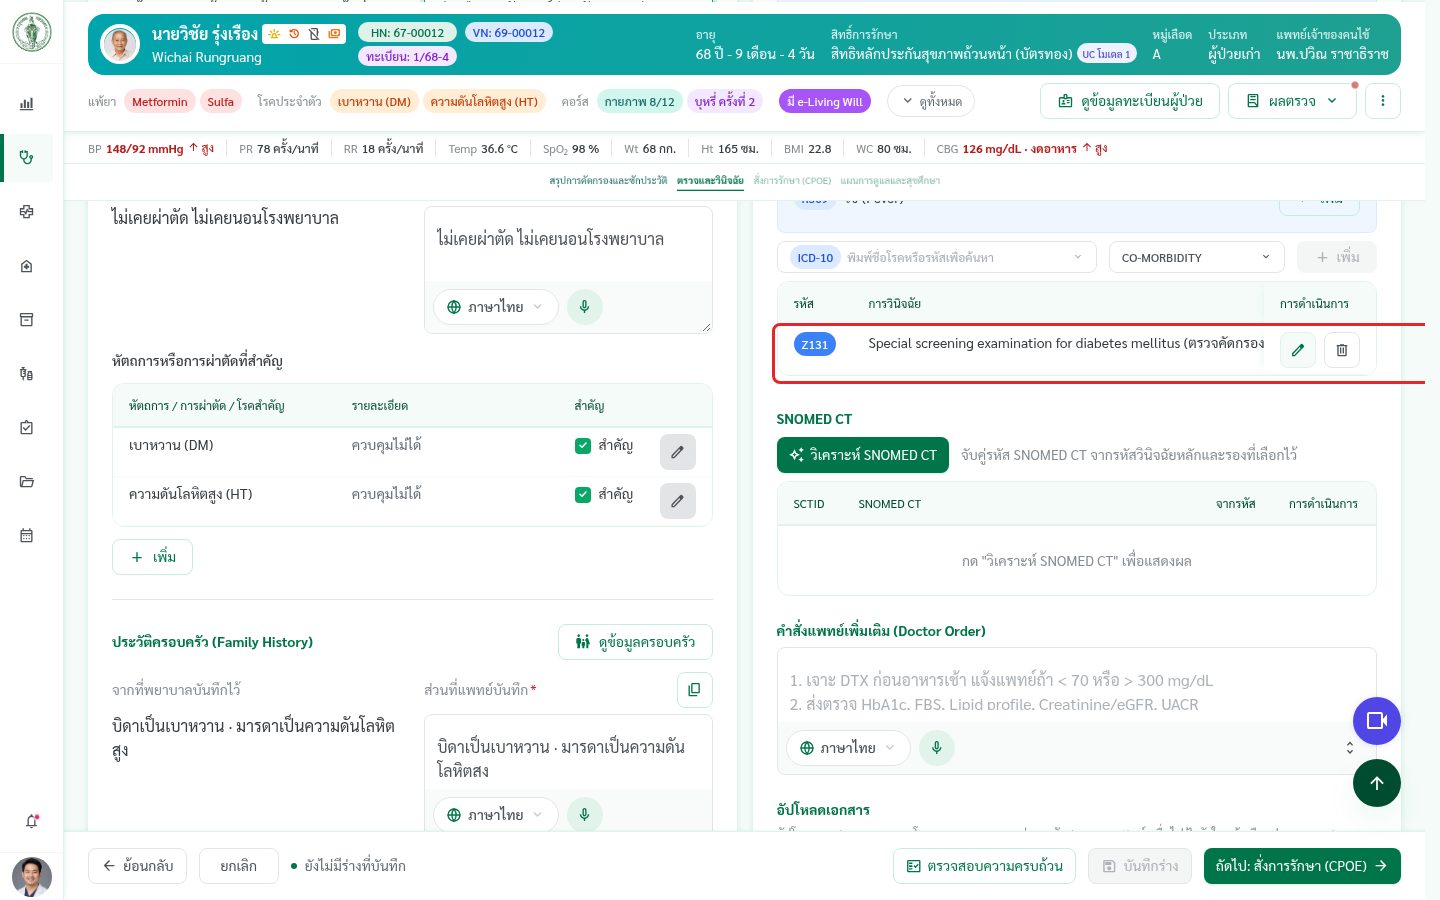 นายวิชัย รุ่งเรือง
Wichai Rungruang
HN: 67-00012
VN: 69-00012
ทะเบียน: 1/68-4
อายุ
68 ปี - 9 เดือน - 4 วัน
สิทธิการรักษา
สิทธิหลักประกันสุขภาพถ้วนหน้า (บัตรทอง) UC โมเดล 1
หมู่เลือด
A
ประเภท
ผู้ป่วยเก่า
แพทย์เจ้าของคนไข้
นพ.ปวิณ ราชาธิราช
แพ้ยา Metformin Sulfa โรคประจำตัว เบาหวาน (DM) ความดันโลหิตสูง (HT) คอร์ส กายภาพ 8/12 บุหรี่ ครั้งที่ 2 มี e-Living Will ดูทั้งหมด
ดูข้อมูลทะเบียนผู้ป่วย
ผลตรวจ
BP 148/92 mmHg ↑ สูง PR 78 ครั้ง/นาที RR 18 ครั้ง/นาที Temp 36.6 °C SpO₂ 98 % Wt 68 กก. Ht 165 ซม. BMI 22.8 WC 80 ซม. CBG 126 mg/dL · งดอาหาร ↑ สูง
สรุปการคัดกรองและซักประวัติ ตรวจและวินิจฉัย สั่งการรักษา (CPOE) แผนการดูแลและสุขศึกษา
ไม่เคยผ่าตัด ไม่เคยนอนโรงพยาบาล
ไม่เคยผ่าตัด ไม่เคยนอนโรงพยาบาล
ภาษาไทย
หัตถการหรือการผ่าตัดที่สำคัญ
หัตถการ / การผ่าตัด / โรคสำคัญ รายละเอียด สำคัญ
เบาหวาน (DM) ควบคุมไม่ได้ สำคัญ
ความดันโลหิตสูง (HT) ควบคุมไม่ได้ สำคัญ
+ เพิ่ม
ประวัติครอบครัว (Family History)
ดูข้อมูลครอบครัว
จากที่พยาบาลบันทึกไว้
ส่วนที่แพทย์บันทึก *
บิดาเป็นเบาหวาน · มารดาเป็นความดันโลหิต
สูง
บิดาเป็นเบาหวาน · มารดาเป็นความดัน
โลหิตสูง
ภาษาไทย
ICD-10 พิมพ์ชื่อโรคหรือรหัสเพื่อค้นหา
CO-MORBIDITY
+ เพิ่ม
รหัส การวินิจฉัย การดำเนินการ
Z131 Special screening examination for diabetes mellitus (ตรวจคัดกรอง
SNOMED CT
วิเคราะห์ SNOMED CT
จับคู่รหัส SNOMED CT จากรหัสวินิจฉัยหลักและรองที่เลือกไว้
SCTID SNOMED CT จากรหัส การดำเนินการ
กด "วิเคราะห์ SNOMED CT" เพื่อแสดงผล
คำสั่งแพทย์เพิ่มเติม (Doctor Order)
1. เจาะ DTX ก่อนอาหารเช้า แจ้งแพทย์ถ้า < 70 หรือ > 300 mg/dL
2. ส่งตรวจ HbA1c, FBS, Lipid profile, Creatinine/eGFR, UACR
ภาษาไทย
อัปโหลดเอกสาร
ย้อนกลับ
ยกเลิก
ยังไม่มีร่างที่บันทึก
ตรวจสอบความครบถ้วน
บันทึกร่าง
ถัดไป: สั่งการรักษา (CPOE)